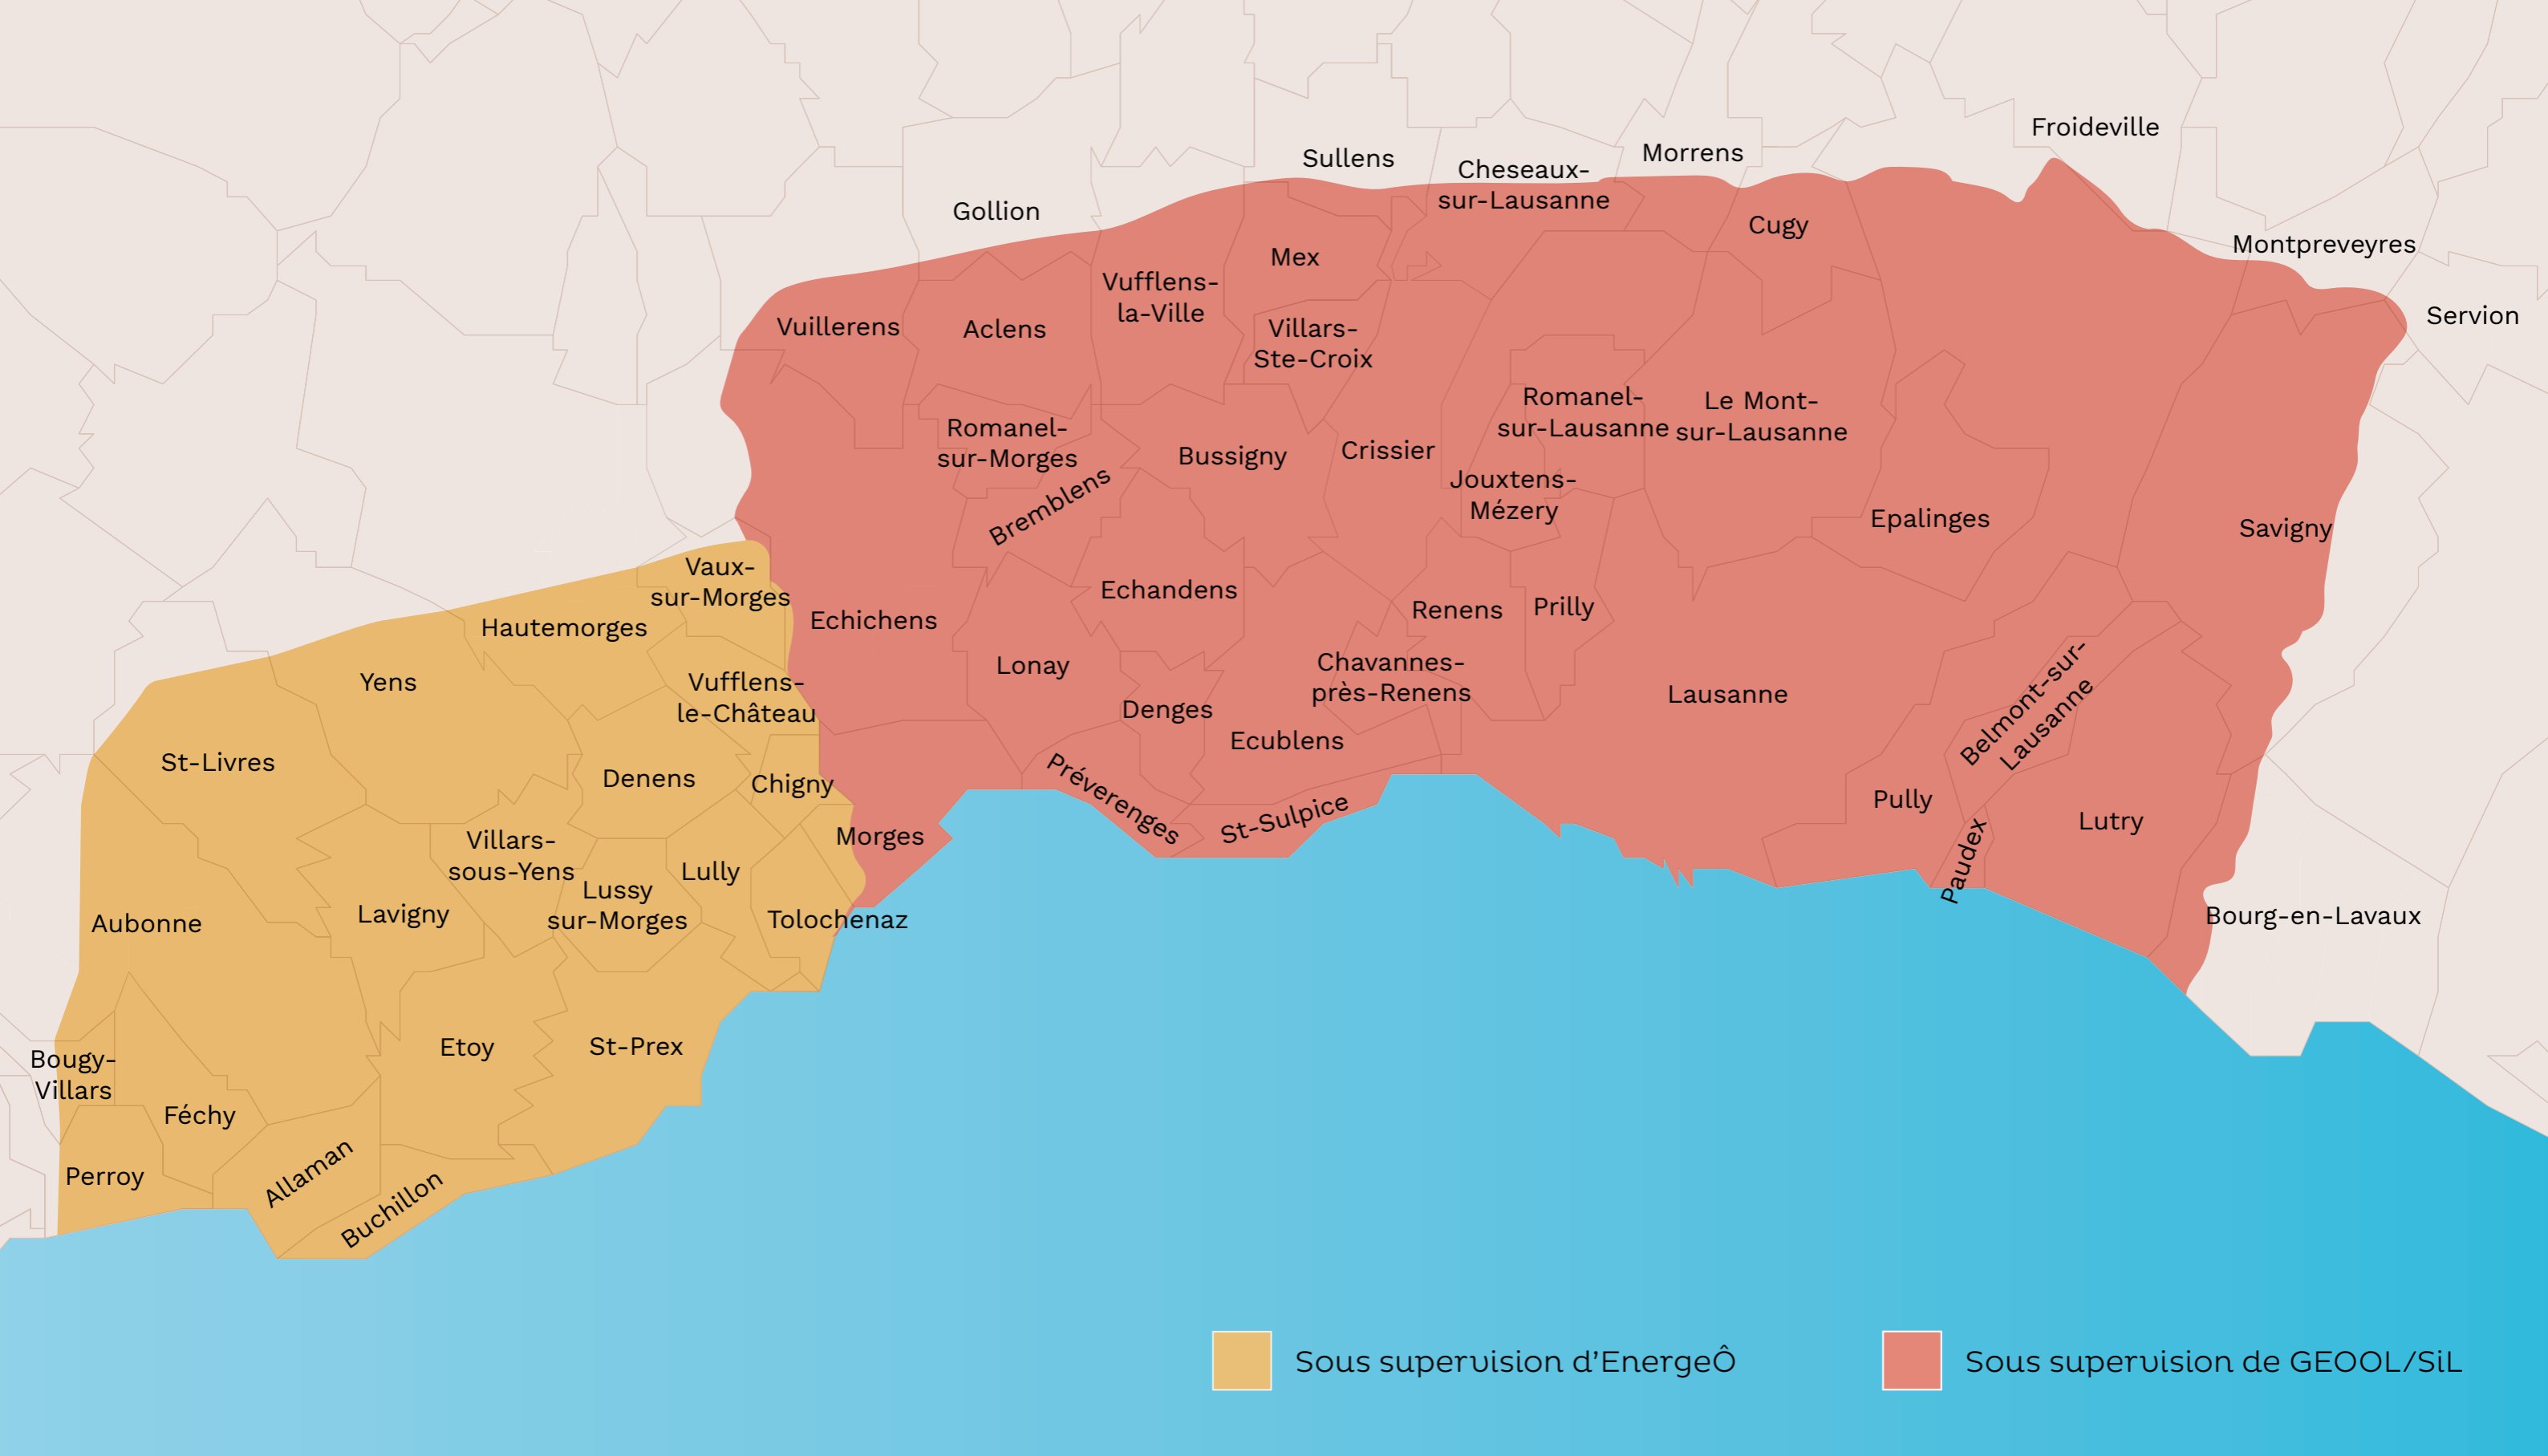 Froideville
Sullens
Morrens
Cheseaux-
sur-Lausanne
Gollion
Cugy
Montpreveyres
Mex
Servion
Vufflens-
la-Ville
Vuillerens
Aclens
Villars-
Ste-Croix
Romanel-
sur-Lausanne
Le Mont-
sur-Lausanne
Romanel-
sur-Morges
Bussigny
Crissier
Bremblens
Jouxtens-
Mézery
Epalinges
Savigny
Vaux-
sur-Morges
Echandens
Renens
Prilly
Hautemorges
Echichens
Lonay
Chavannes-
près-Renens
Lausanne
Belmont-sur-
Lausanne
Yens
Vufflens-
le-Château
Denges
Ecublens
St-Livres
Denens
Chigny
Préverenges
St-Sulpice
Pully
Lutry
Morges
Villars-
sous-Yens
Lully
Paudex
Lussy
sur-Morges
Lavigny
Aubonne
Tolochenaz
Bourg-en-Lavaux
Etoy
St-Prex
Bougy-
Villars
Féchy
Perroy
Allaman
Buchillon
Sous supervision d’EnergeÔ
Sous supervision de GEOOL/SiL